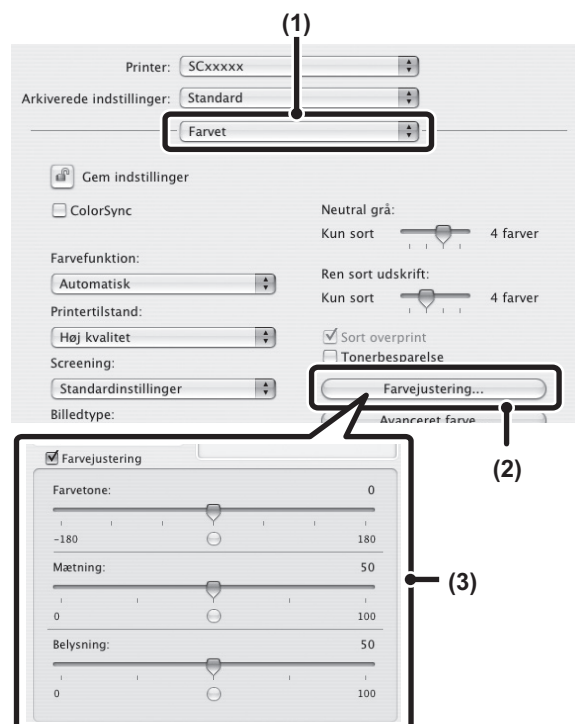 (1)
Printer: SCxxxxx
Arkiverede indstillinger: Standard
Farvet
Gem indstillinger
ColorSync
Farvefunktion:
Automatisk
Printertilstand:
Høj kvalitet
Screening:
Standardinstillinger
Billedtype:
Neutral grå:
Kun sort 4 farver
Ren sort udskrift:
Kun sort 4 farver
Sort overprint
Tonerbesparelse
Farvejustering...
Avanceret farve
(2)
Farvejustering
Farvetone: 0
-180 180
Mætning: 50
0 100
Belysning: 50
0 100
(3)